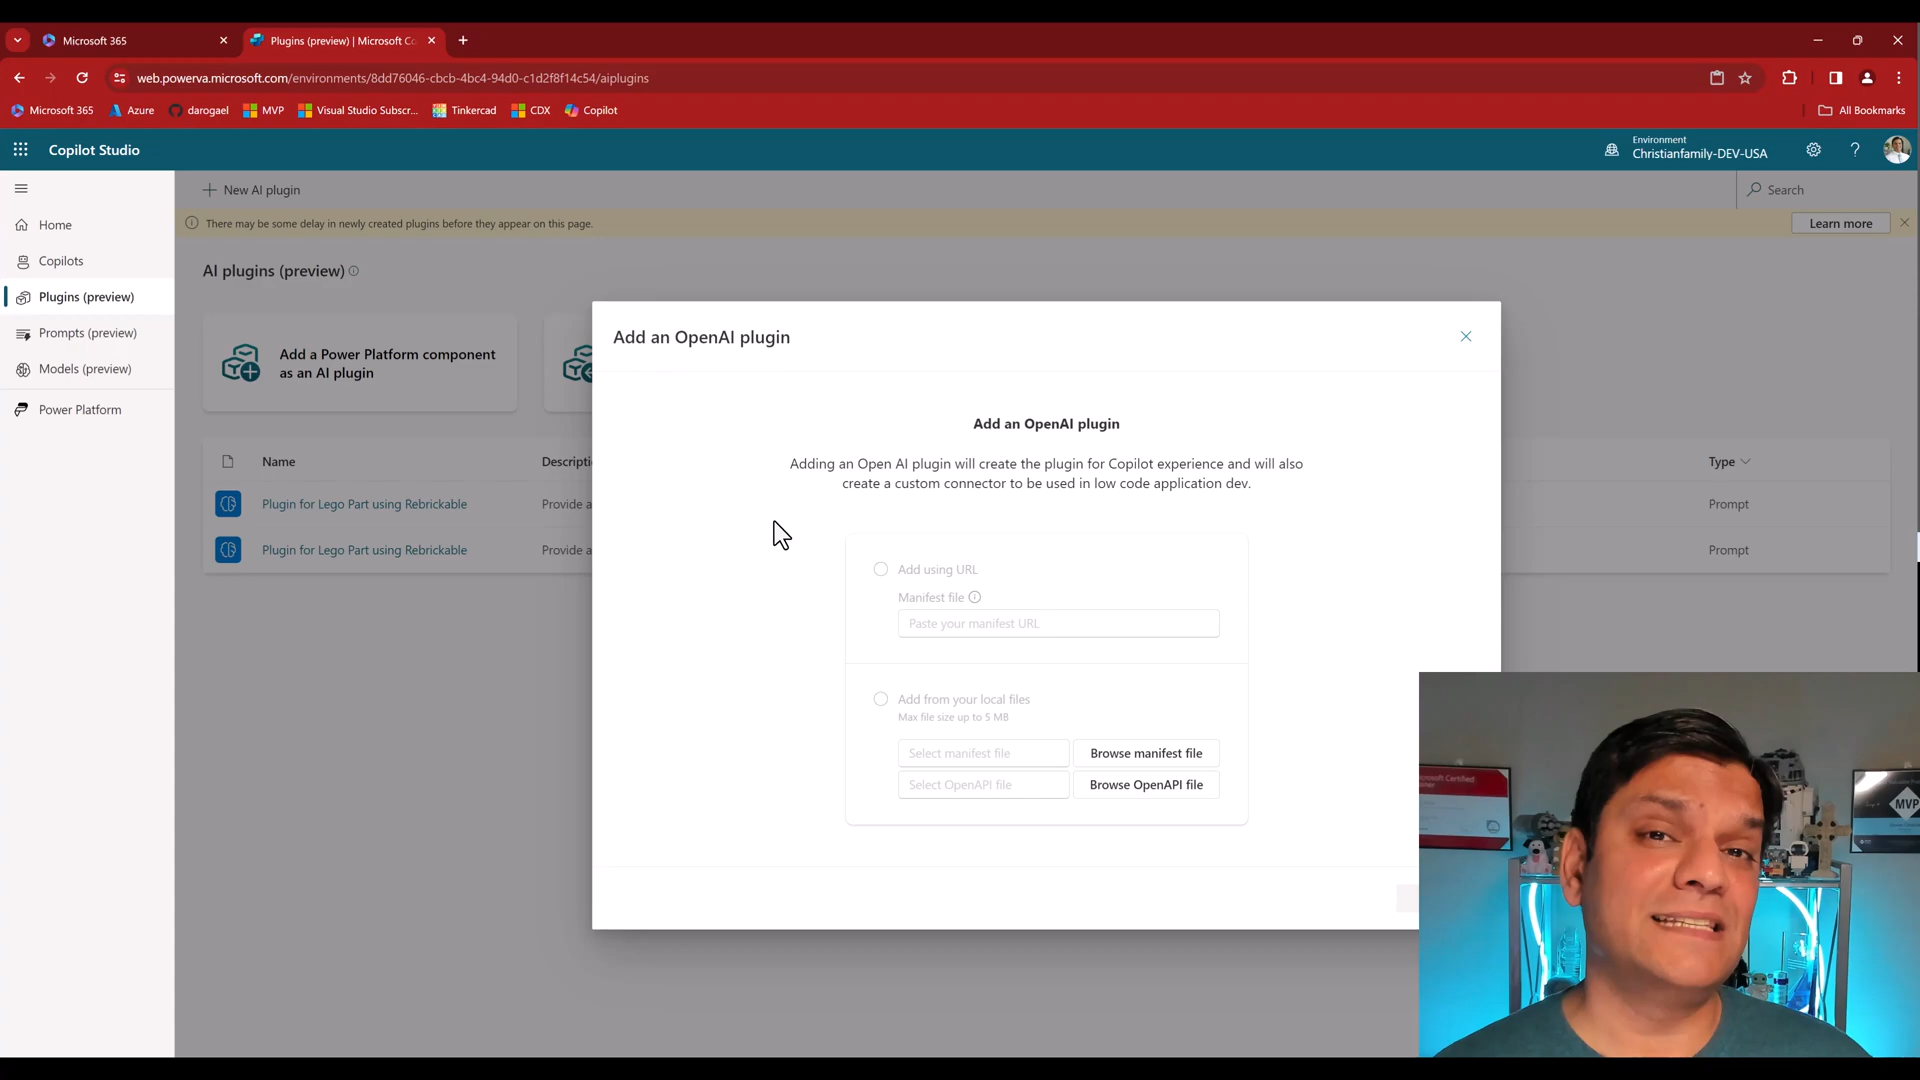 Microsoft 365
Plugins (preview) | Microsoft Co
web.powerva.microsoft.com/environments/8dd76046-cbcb-4bc4-94d0-c1d2f8f14c54/aiplugins
Microsoft 365
Azure
darogael
MVP
Visual Studio Subscr...
Tinkercad
CDX
Copilot
All Bookmarks
Copilot Studio
Environment
Christianfamily-DEV-USA
Home
Copilots
Plugins (preview)
Prompts (preview)
Models (preview)
Power Platform
New AI plugin
Search
There may be some delay in newly created plugins before they appear on this page.
Learn more
AI plugins (preview)
Add a Power Platform component
as an AI plugin
Name
Descripti
Type
Plugin for Lego Part using Rebrickable
Provide a
Prompt
Plugin for Lego Part using Rebrickable
Provide a
Prompt
Add an OpenAI plugin
Add an OpenAI plugin
Adding an Open AI plugin will create the plugin for Copilot experience and will also
create a custom connector to be used in low code application dev.
Add using URL
Manifest file
Paste your manifest URL
Add from your local files
Max file size up to 5 MB
Select manifest file
Browse manifest file
Select OpenAPI file
Browse OpenAPI file
MVP